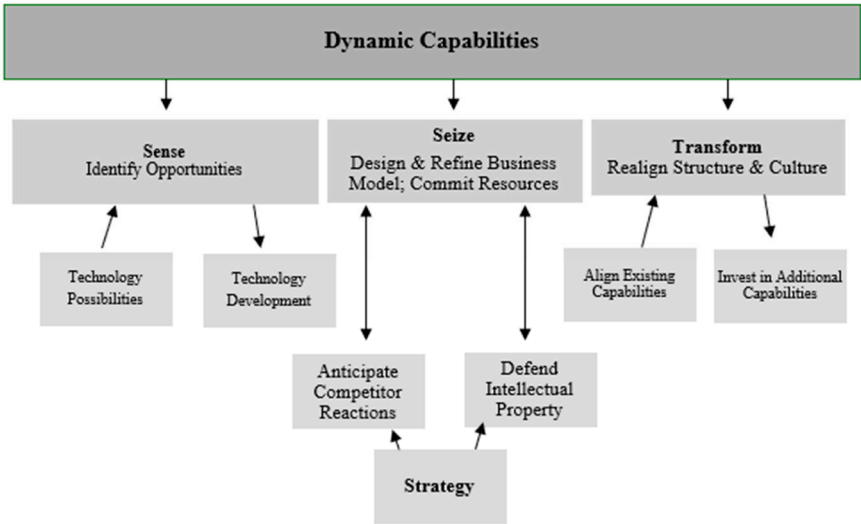 Dynamic Capabilities
Sense
Identify Opportunities
Seize
Design & Refine Business
Model; Commit Resources
Transform
Realign Structure & Culture
Technology
Possibilities
Technology
Development
Align Existing
Capabilities
Invest in Additional
Capabilities
Anticipate
Competitor
Reactions
Defend
Intellectual
Property
Strategy